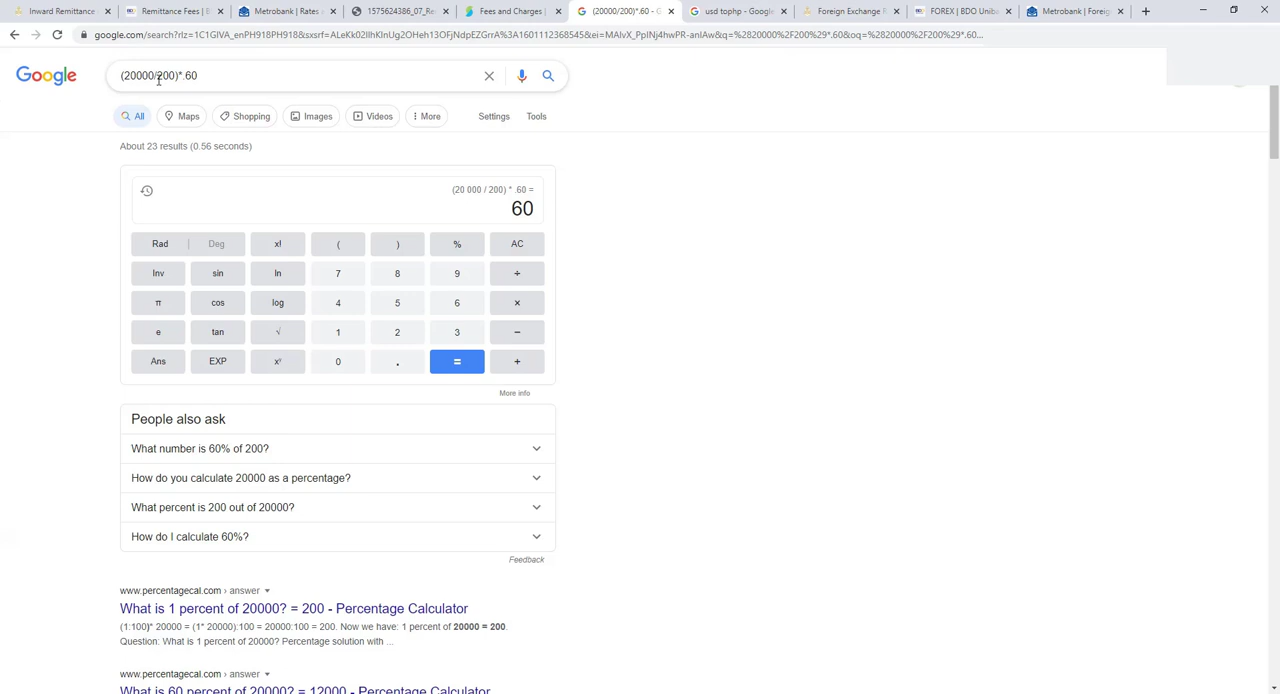 Inward Remittance
Remittance Fees | B
Metrobank | Rates
1575624386_07_Re
Fees and Charges |
(20000/200)*.60 - G
usd tophp - Google
Foreign Exchange R
FOREX | BDO Uniba
Metrobank | Foreig
google.com/search?rlz=1C1GIVA_enPH918PH918&sxsrf=ALeKk02IlhKlnUg2OHeh13OFjNdpEZGrrA%3A1601112368545&ei=MAlvX_PpINj4hwPR-anIAw&q=%2820000%2F200%29*.60&oq=%2820000%2F200%29*.60...
Google
(20000/200)*.60
All
Maps
Shopping
Images
Videos
More
Settings
Tools
About 23 results (0.56 seconds)
(20 000 / 200) * .60 =
60
Rad
Deg
x!
(
)
%
AC
Inv
sin
ln
7
8
9
÷
π
cos
log
4
5
6
×
e
tan
√
1
2
3
−
Ans
EXP
xʸ
0
.
=
+
More info
People also ask
What number is 60% of 200?
How do you calculate 20000 as a percentage?
What percent is 200 out of 20000?
How do I calculate 60%?
Feedback
www.percentagecal.com › answer
What is 1 percent of 20000? = 200 - Percentage Calculator
(1:100)* 20000 = (1* 20000):100 = 20000:100 = 200. Now we have: 1 percent of 20000 = 200.
Question: What is 1 percent of 20000? Percentage solution with ...
www.percentagecal.com › answer
What is 60 percent of 20000? = 12000 - Percentage Calculator